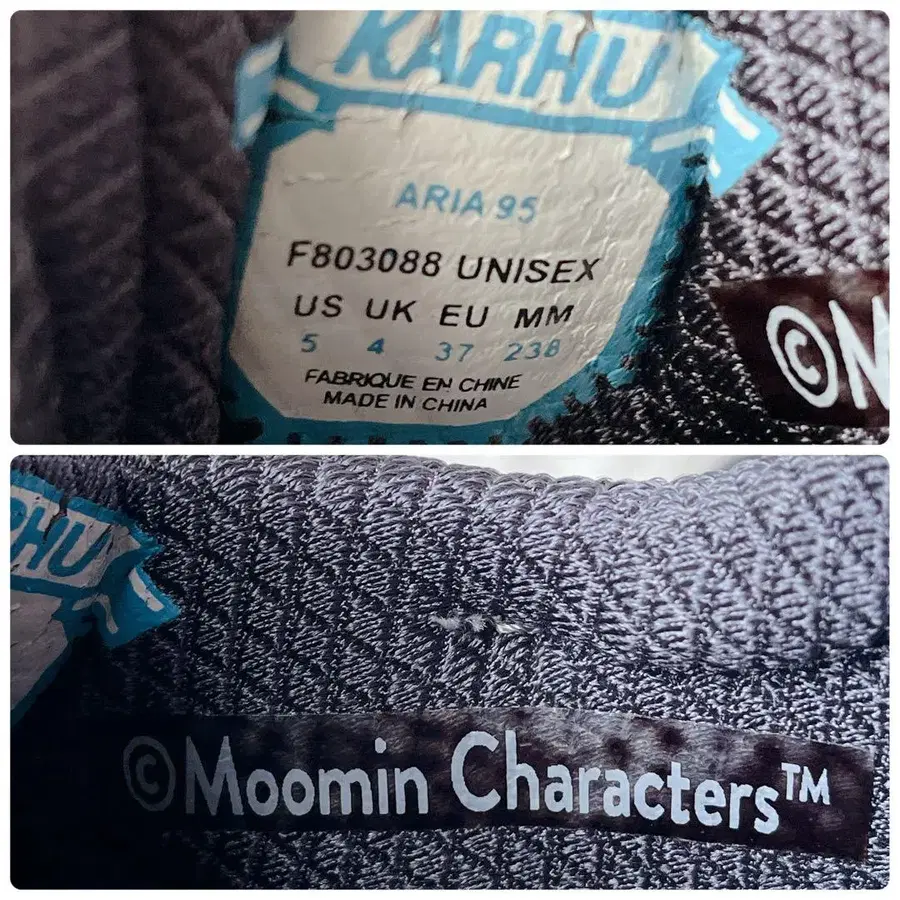 KARHU
ARIA 95
F803088 UNISEX
US UK EU MM
5 4 37 238
FABRIQUE EN CHINE
MADE IN CHINA
©M
RHU
©Moomin Characters™